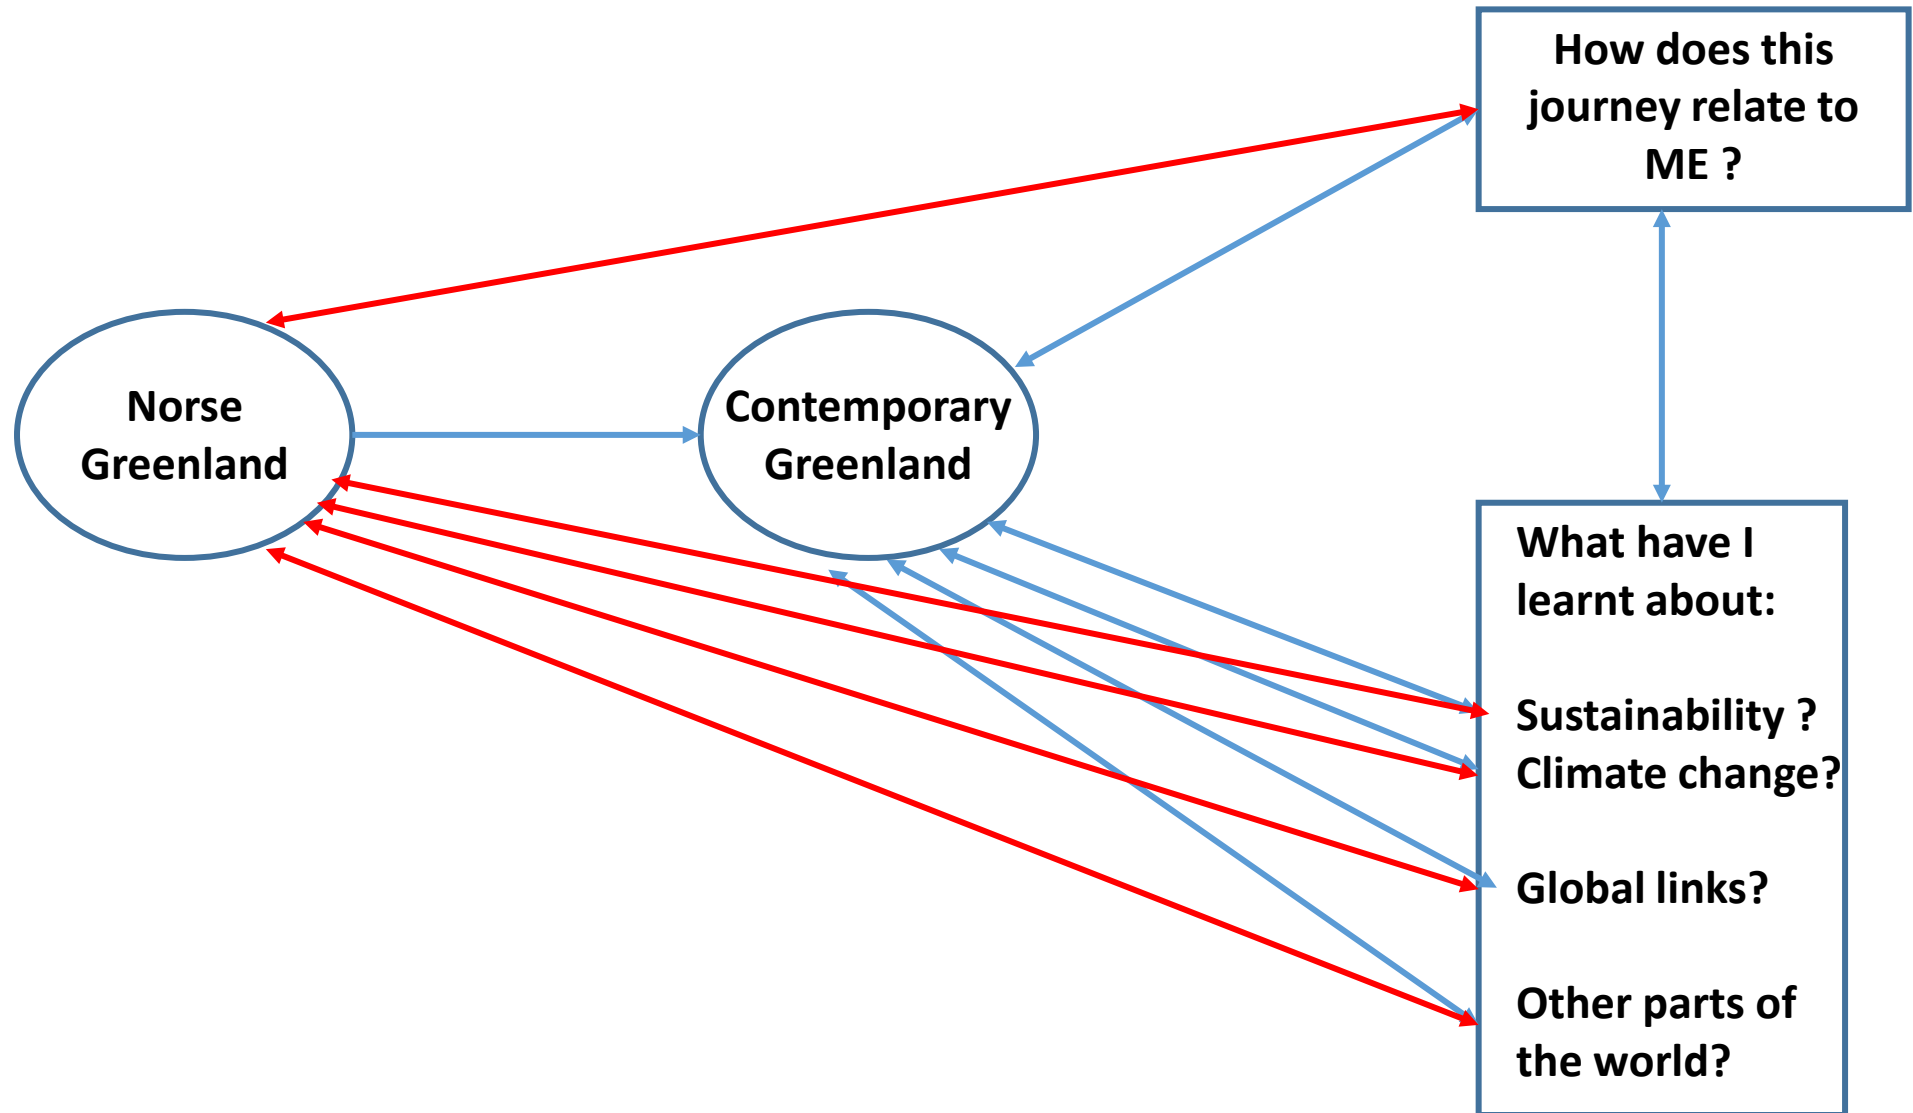 How does this
journey relate to
ME ?
Norse
Greenland
Contemporary
Greenland
What have I
learnt about:
Sustainability ?
Climate change?
Global links?
Other parts of
the world?